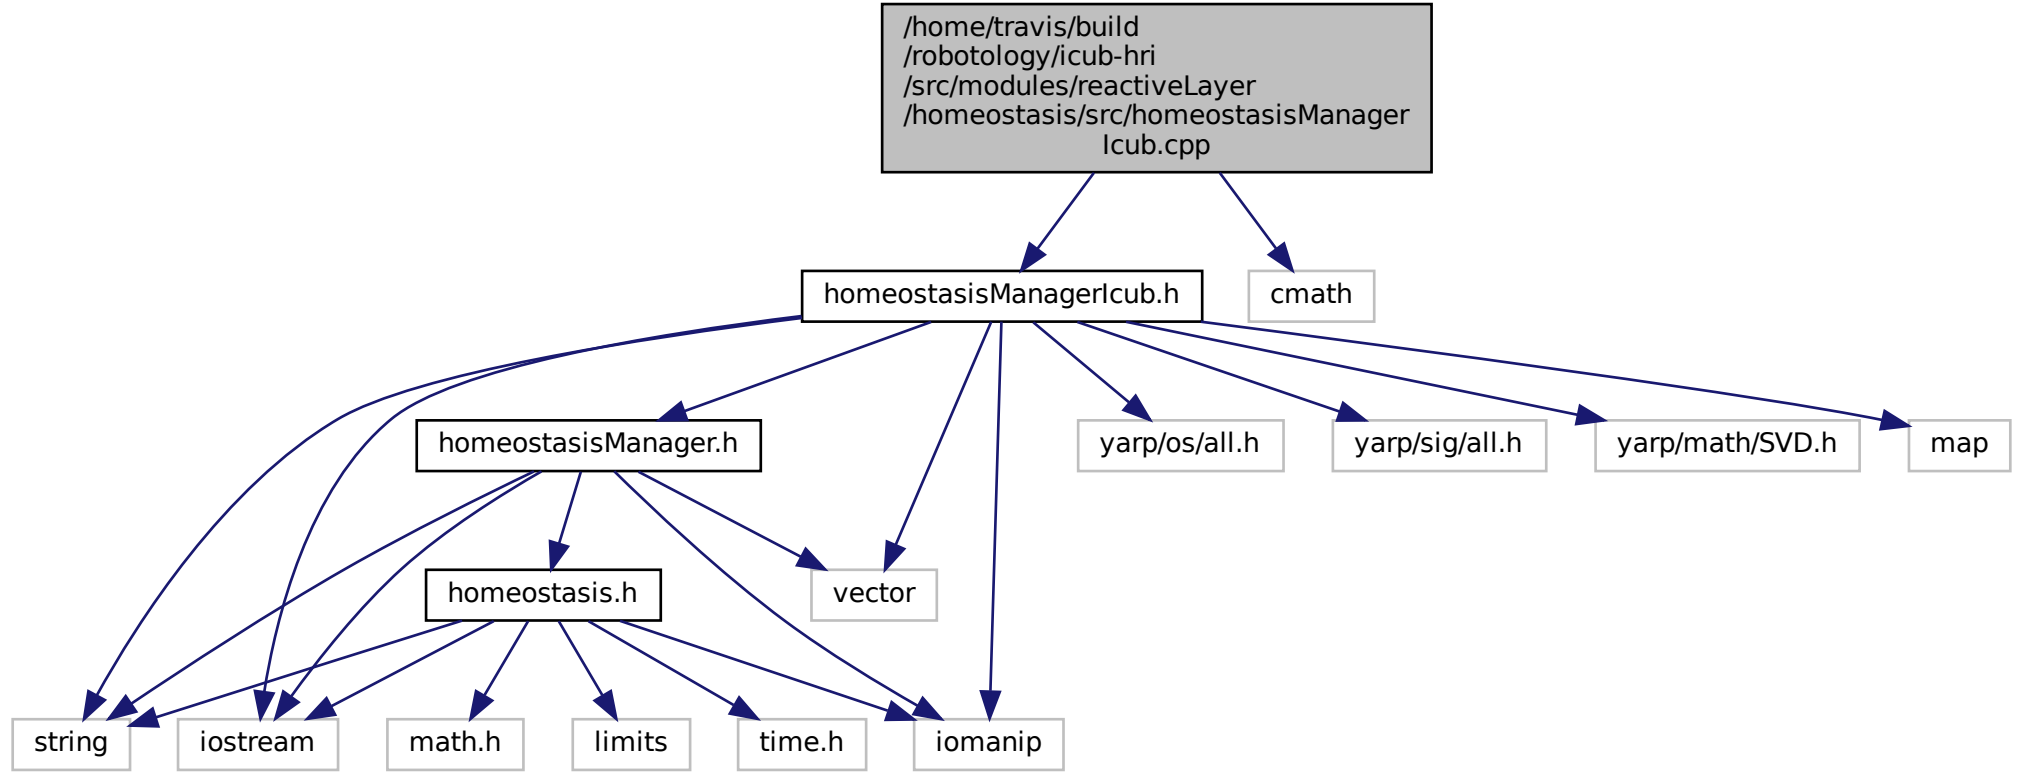 /home/travis/build
/robotology/icub-hri
/src/modules/reactiveLayer
/homeostasis/src/homeostasisManager
Icub.cpp
homeostasisManagerIcub.h
cmath
homeostasisManager.h
yarp/os/all.h
yarp/sig/all.h
yarp/math/SVD.h
map
homeostasis.h
vector
string
iostream
math.h
limits
time.h
iomanip